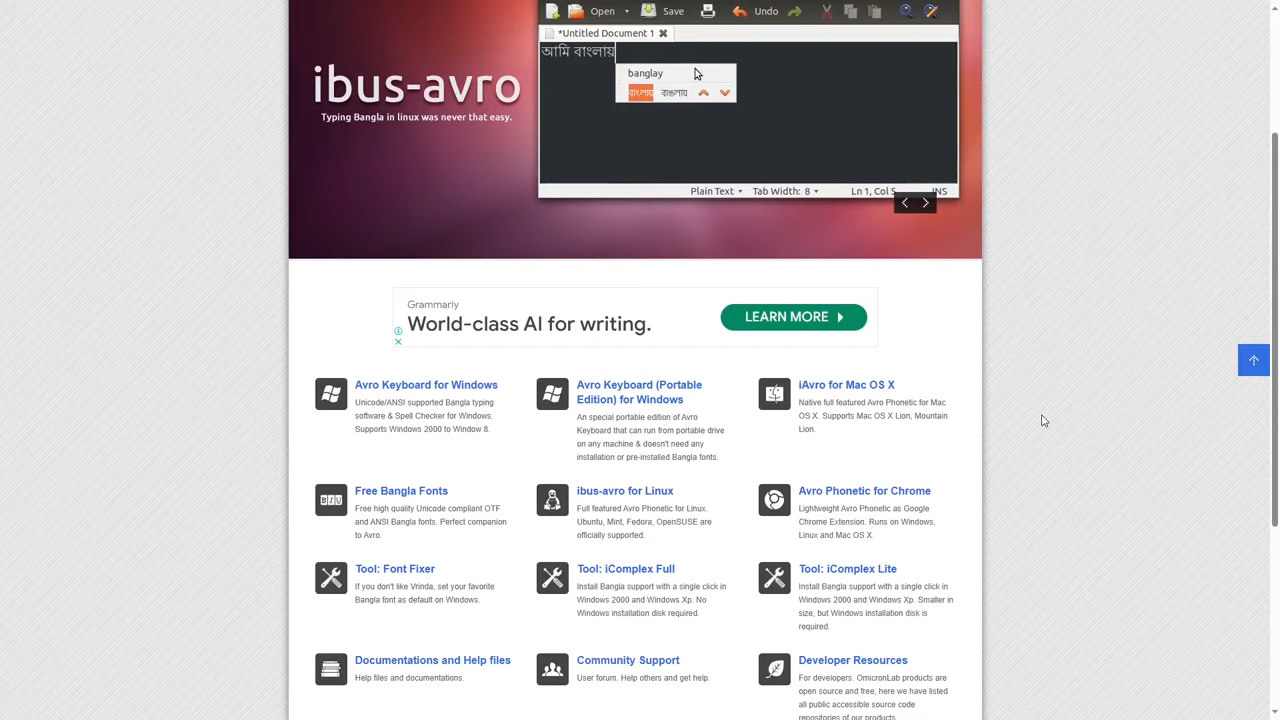 Open Save Undo
*Untitled Document 1
আমি বাংলায়
banglay
বাংলায় বাঙলায়
ibus-avro
Typing Bangla in linux was never that easy.
Plain Text Tab Width: 8 Ln 1, Col 5 INS
Grammarly
World-class AI for writing.
LEARN MORE
Avro Keyboard for Windows
Unicode/ANSI supported Bangla typing
software & Spell Checker for Windows.
Supports Windows 2000 to Window 8.
Avro Keyboard (Portable
Edition) for Windows
An special portable edition of Avro
Keyboard that can run from portable drive
on any machine & doesn't need any
installation or pre-installed Bangla fonts.
iAvro for Mac OS X
Native full featured Avro Phonetic for Mac
OS X. Supports Mac OS X Lion, Mountain
Lion.
Free Bangla Fonts
Free high quality Unicode compliant OTF
and ANSI Bangla fonts. Perfect companion
to Avro.
ibus-avro for Linux
Full featured Avro Phonetic for Linux.
Ubuntu, Mint, Fedora, OpenSUSE are
officially supported.
Avro Phonetic for Chrome
Lightweight Avro Phonetic as Google
Chrome Extension. Runs on Windows,
Linux and Mac OS X.
Tool: Font Fixer
If you don't like Vrinda, set your favorite
Bangla font as default on Windows.
Tool: iComplex Full
Install Bangla support with a single click in
Windows 2000 and Windows Xp. No
Windows installation disk required.
Tool: iComplex Lite
Install Bangla support with a single click in
Windows 2000 and Windows Xp. Smaller in
size, but Windows installation disk is
required.
Documentations and Help files
Help files and documentations.
Community Support
User forum. Help others and get help.
Developer Resources
For developers. OmicronLab products are
open source and free, here we have listed
all public accessible source code
repositories of our products.